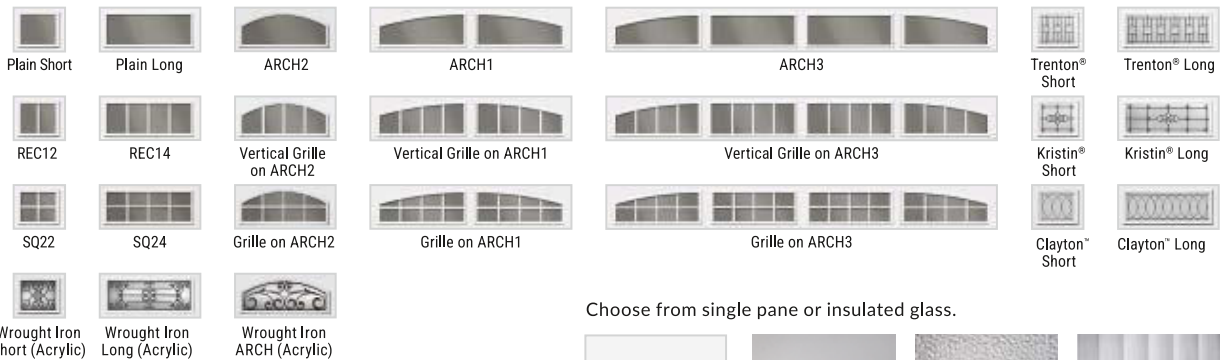 Plain Short
Plain Long
ARCH2
ARCH1
ARCH3
Trenton®
Short
Trenton® Long
REC12
REC14
Vertical Grille
on ARCH2
Vertical Grille on ARCH1
Vertical Grille on ARCH3
Kristin®
Short
Kristin® Long
SQ22
SQ24
Grille on ARCH2
Grille on ARCH1
Grille on ARCH3
Clayton™
Short
Clayton™ Long
Wrought Iron
hort (Acrylic)
Wrought Iron
Long (Acrylic)
Wrought Iron
ARCH (Acrylic)
Choose from single pane or insulated glass.